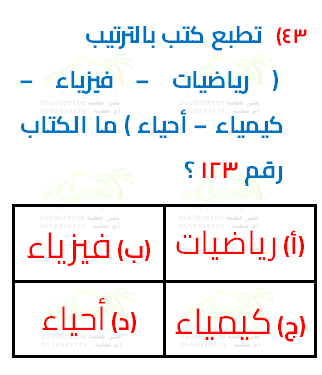 ٤٣) تطبع كتب بالترتيب
( رياضيات – فيزياء –
كيمياء – أحياء ) ما الكتاب
رقم ١٢٣ ؟
(أ) رياضيات
(ب) فيزياء
(ج) كيمياء
(د) أحياء